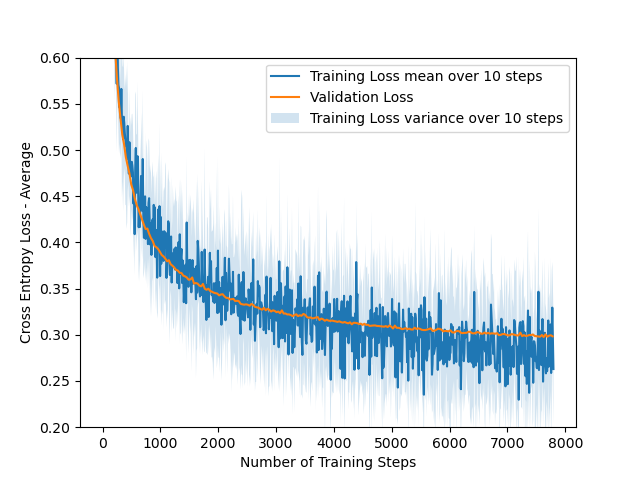 0.60
0.55
0.50
0.45
0.40
0.35
0.30
0.25
0.20
Cross Entropy Loss - Average
Training Loss mean over 10 steps
Validation Loss
Training Loss variance over 10 steps
0 1000 2000 3000 4000 5000 6000 7000 8000
Number of Training Steps